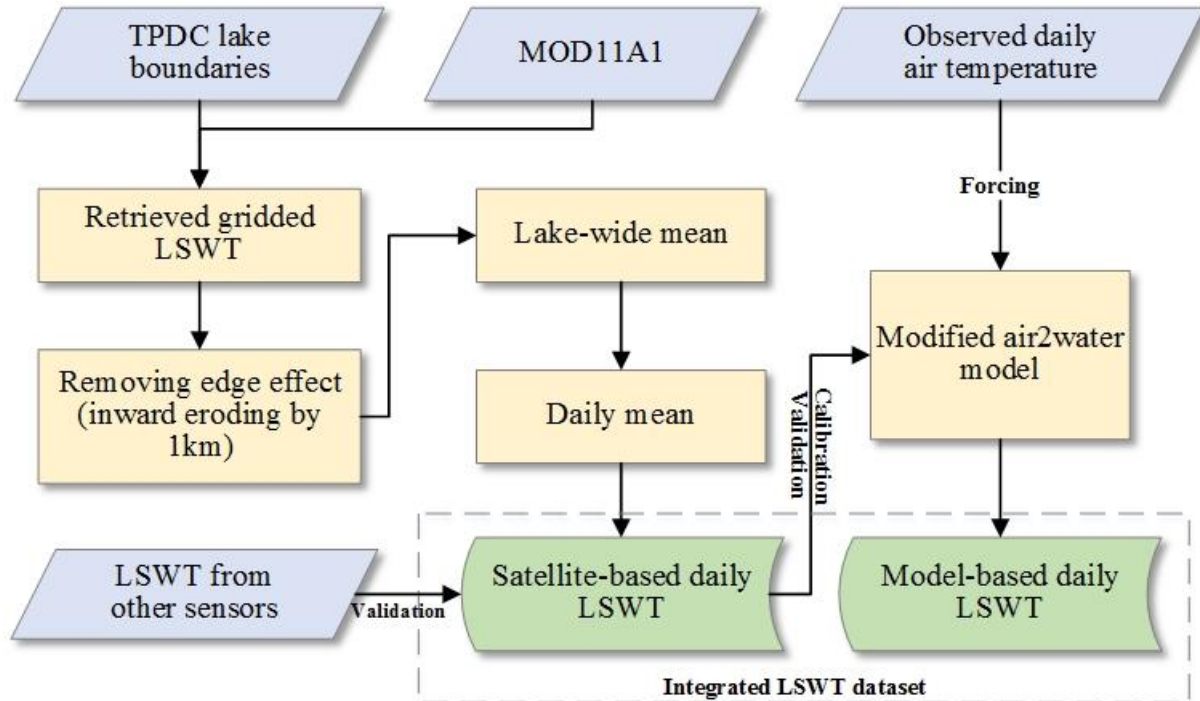 TPDC lake
boundaries
MOD11A1
Observed daily
air temperature
Forcing
Retrieved gridded
LSWT
Lake-wide mean
Removing edge effect
(inward eroding by
1km)
Daily mean
Calibration
Validation
Modified air2water
model
LSWT from
other sensors
Validation
Satellite-based daily
LSWT
Model-based daily
LSWT
Integrated LSWT dataset